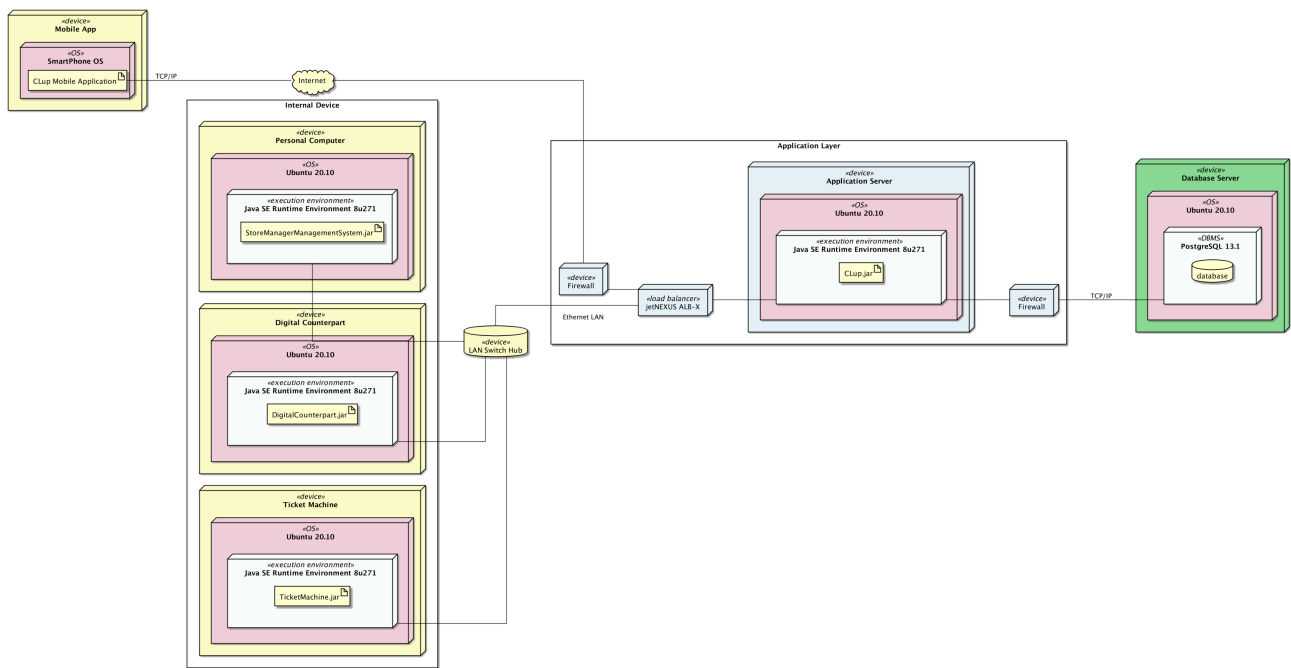 «device»
Mobile App
«OS»
SmartPhone OS
CLup Mobile Application
TCP/IP
Internet
Internal Device
«device»
Personal Computer
«OS»
Ubuntu 20.10
«execution environment»
Java SE Runtime Environment 8u271
StoreManagerManagementSystem.jar
«device»
Digital Counterpart
«OS»
Ubuntu 20.10
«execution environment»
Java SE Runtime Environment 8u271
DigitalCounterpart.jar
«device»
Ticket Machine
«OS»
Ubuntu 20.10
«execution environment»
Java SE Runtime Environment 8u271
TicketMachine.jar
«device»
LAN Switch Hub
Ethernet LAN
Application Layer
«device»
Firewall
«load balancer»
jetNEXUS ALB-X
«device»
Application Server
«OS»
Ubuntu 20.10
«execution environment»
Java SE Runtime Environment 8u271
CLup.jar
«device»
Firewall
TCP/IP
«device»
Database Server
«OS»
Ubuntu 20.10
«DBMS»
PostgreSQL 13.1
database